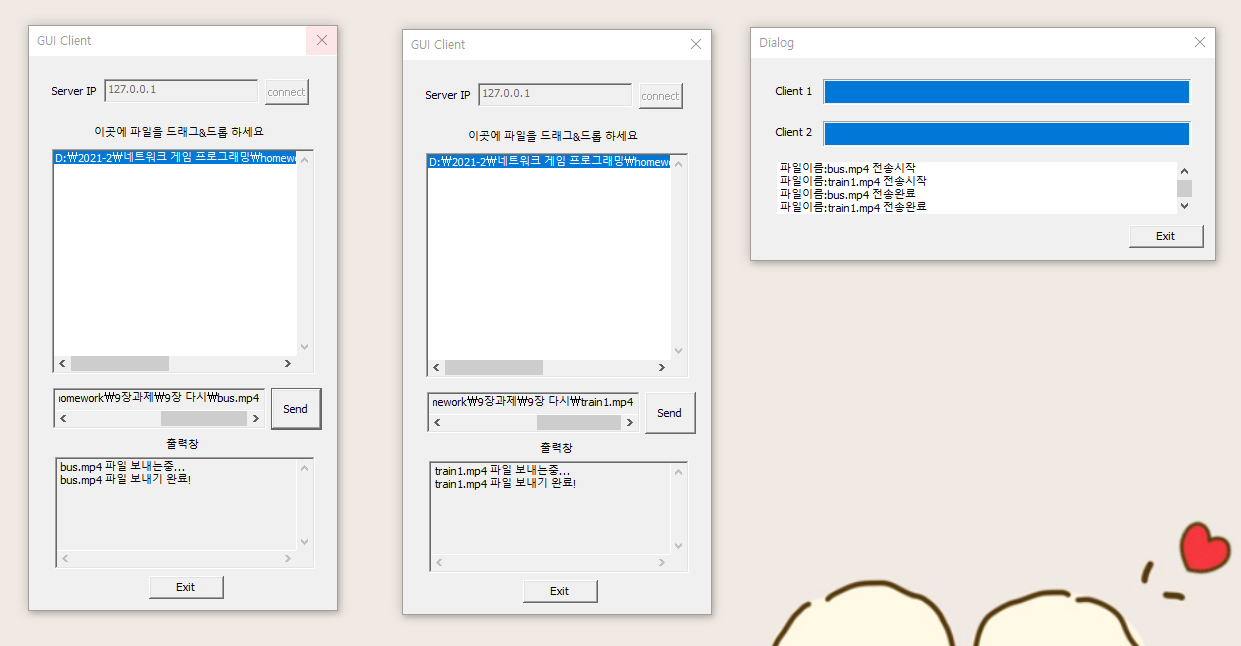 GUI Client
Server IP 127.0.0.1 connect
이곳에 파일을 드래그&드롭 하세요
D:₩2021-2₩네트워크 게임 프로그래밍₩homew
omework₩9장과제₩9장 다시₩bus.mp4
Send
출력창
bus.mp4 파일 보내는중...
bus.mp4 파일 보내기 완료!
Exit
GUI Client
Server IP 127.0.0.1 connect
이곳에 파일을 드래그&드롭 하세요
D:₩2021-2₩네트워크 게임 프로그래밍₩homew
mework₩9장과제₩9장 다시₩train1.mp4
Send
출력창
train1.mp4 파일 보내는중...
train1.mp4 파일 보내기 완료!
Exit
Dialog
Client 1
Client 2
파일이름:bus.mp4 전송시작
파일이름:train1.mp4 전송시작
파일이름:bus.mp4 전송완료
파일이름:train1.mp4 전송완료
Exit